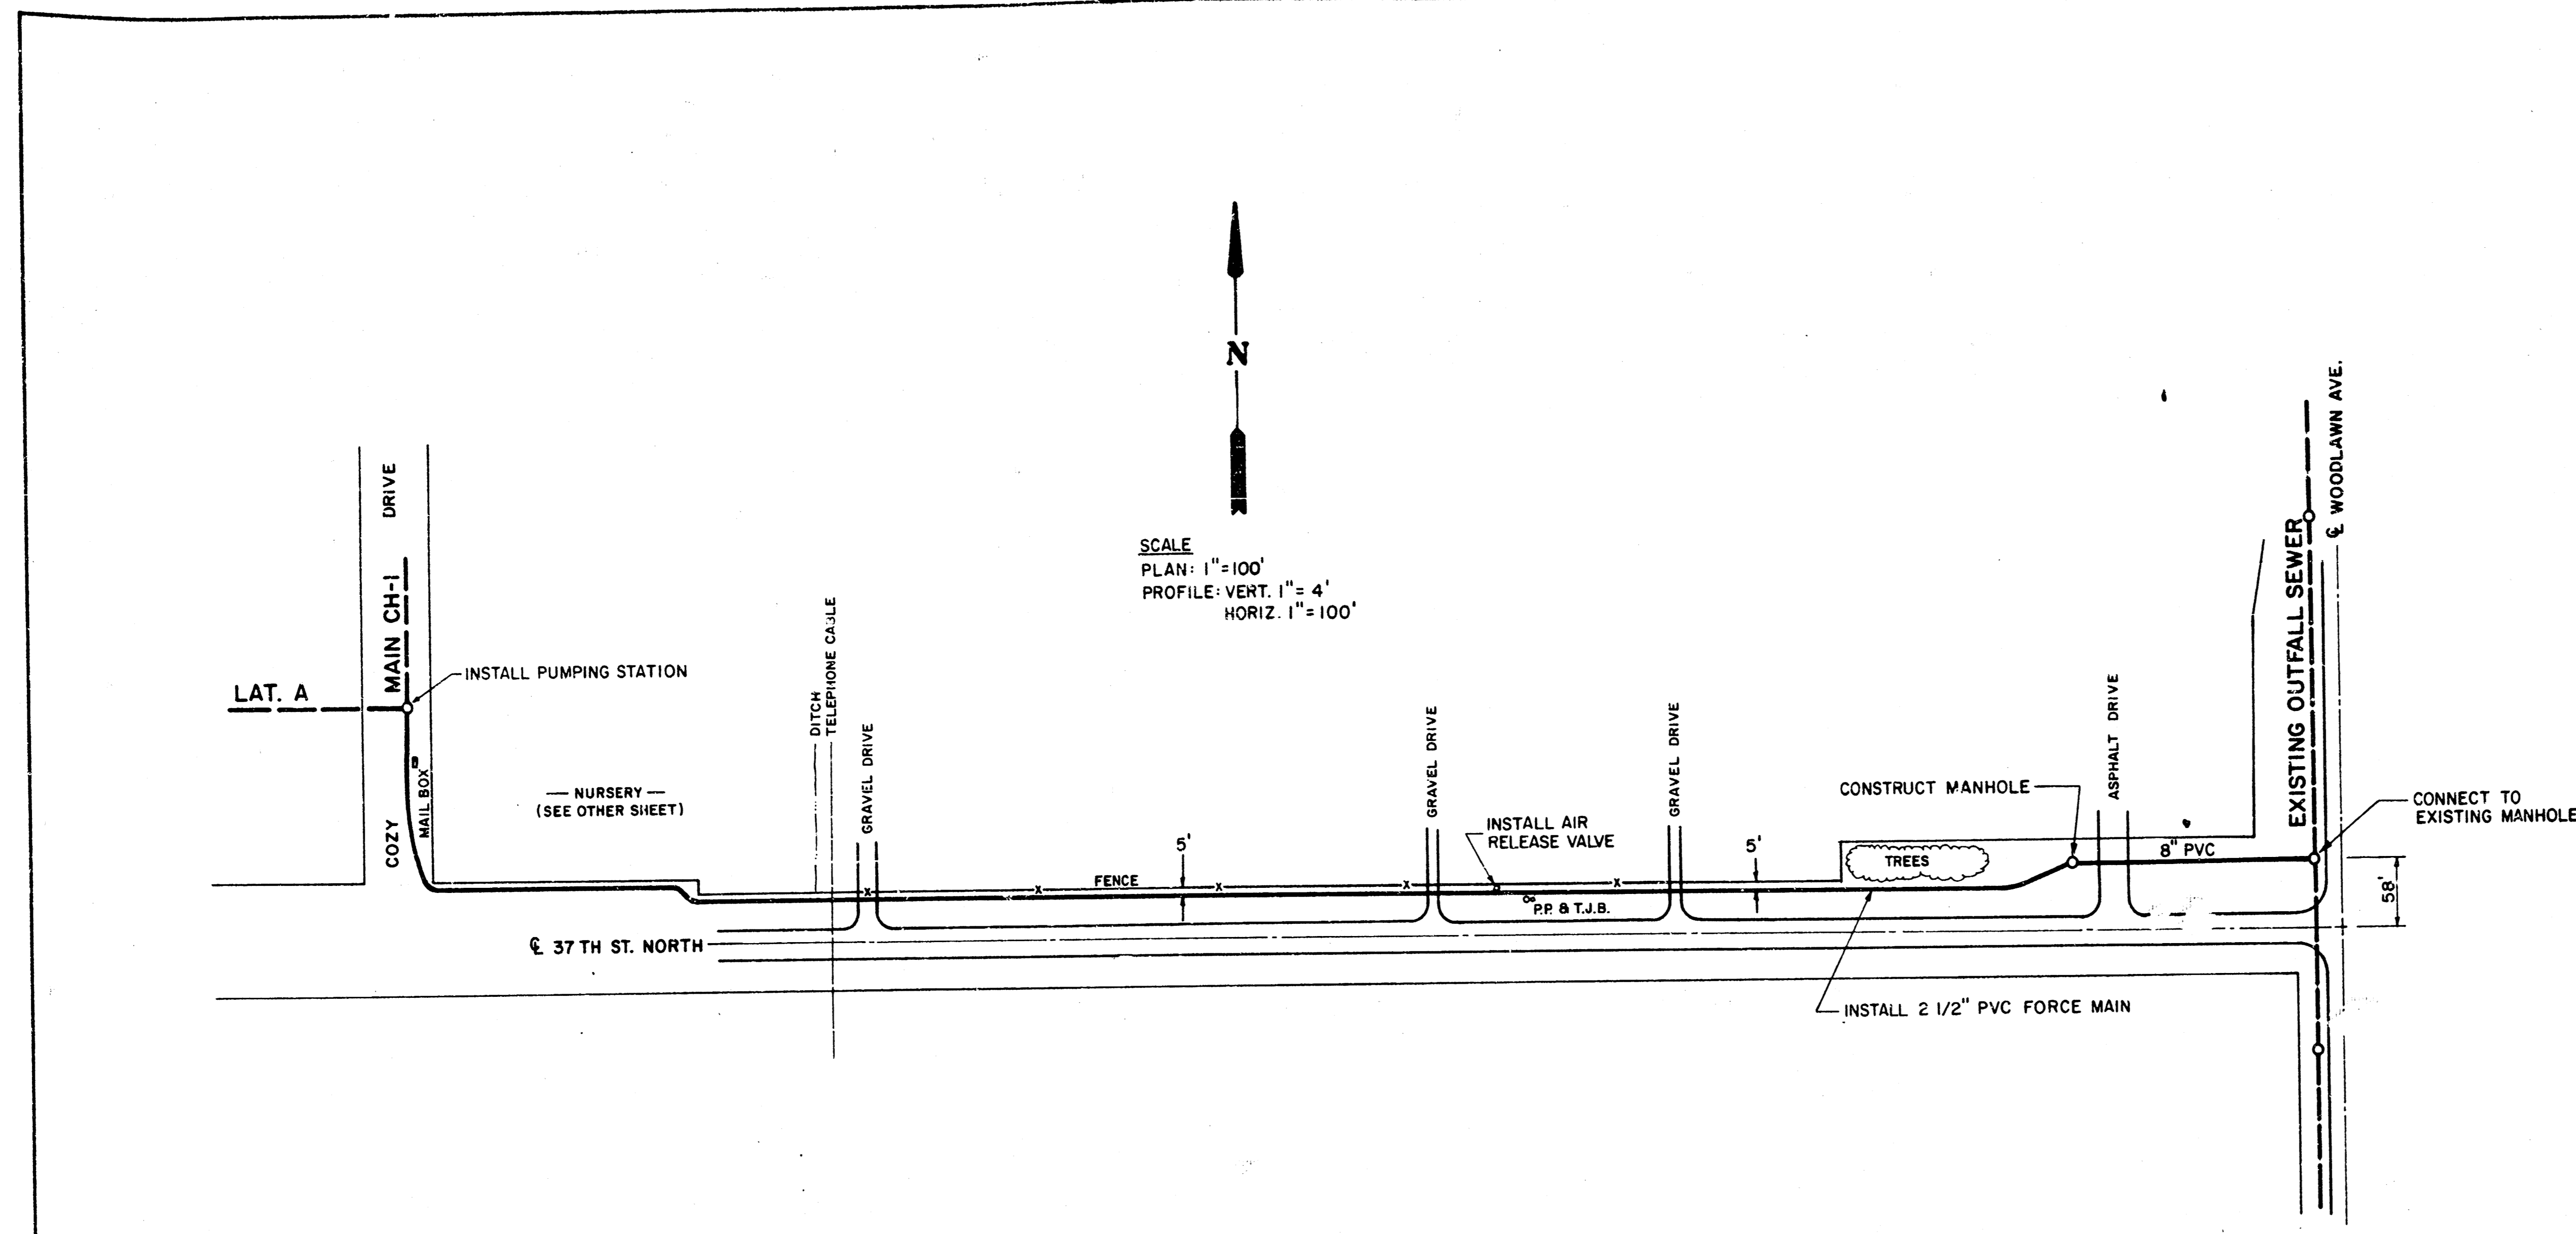 N
SCALE
PLAN: 1"=100'
PROFILE: VERT. 1"= 4'
HORIZ. 1"=100'
DRIVE
MAIN CH-1
LAT. A
INSTALL PUMPING STATION
COZY
MAIL BOX
— NURSERY —
(SEE OTHER SHEET)
DITCH
TELEPHONE CABLE
GRAVEL DRIVE
5'
FENCE
GRAVEL DRIVE
INSTALL AIR
RELEASE VALVE
P.P. & T.J.B.
GRAVEL DRIVE
5'
CONSTRUCT MANHOLE
TREES
ASPHALT DRIVE
8" PVC
EXISTING OUTFALL SEWER
℄ WOODLAWN AVE.
CONNECT TO
EXISTING MANHOLE
58'
℄ 37 TH ST. NORTH
INSTALL 2 1/2" PVC FORCE MAIN